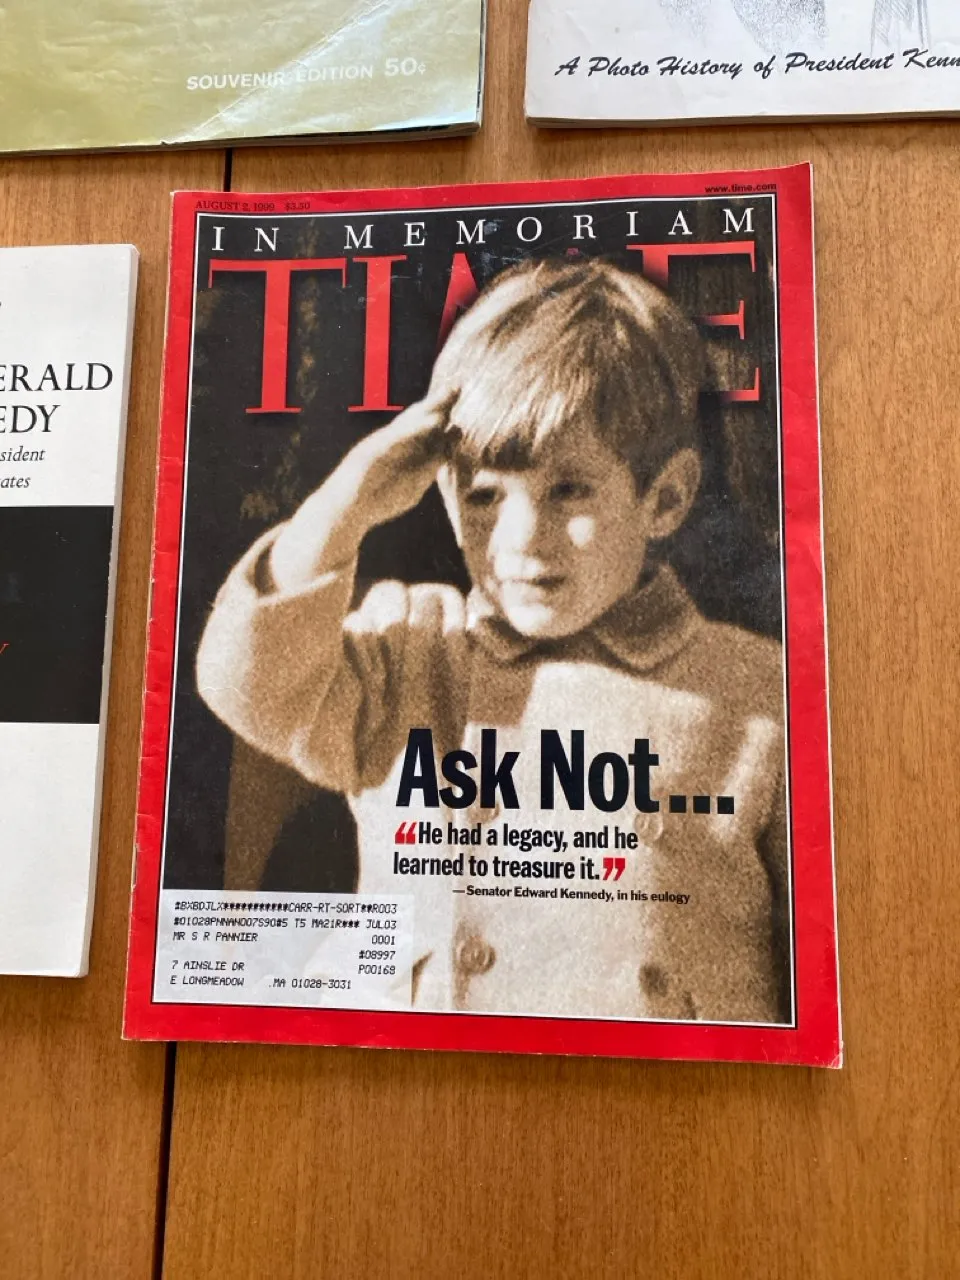 SOUVENIR EDITION 50¢
A Photo History of President Kenn
ERALD
EDY
sident
ates
www.time.com
AUGUST 2, 1999 $3.50
IN MEMORIAM
TIME
Ask Not...
“He had a legacy, and he
learned to treasure it.”
—Senator Edward Kennedy, in his eulogy
#BXBDJLX***********CARR-RT-SORT**R003
#01028PNNAN007S90#5 T5 MA21R*** JUL03
MR S R PANNIER 0001
#08997
7 AINSLIE DR P00168
E LONGMEADOW ,MA 01028-3031